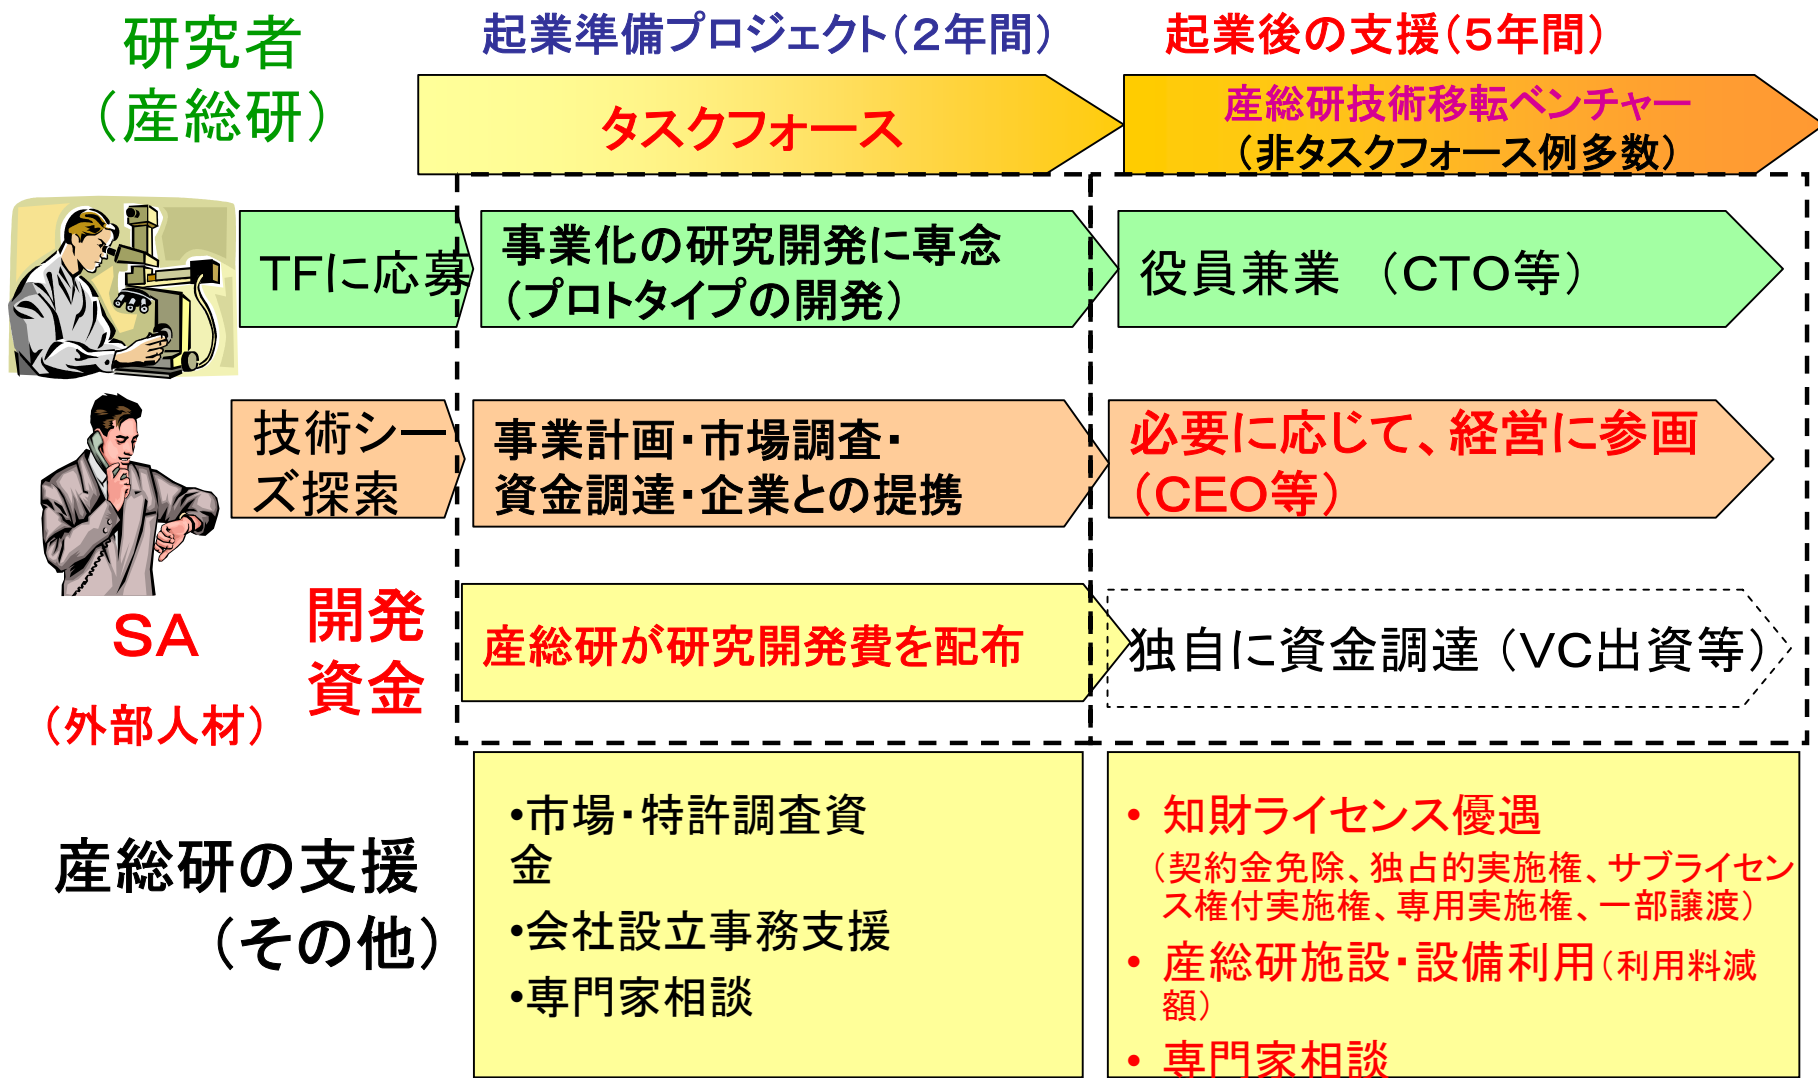 研究者
（産総研）
起業準備プロジェクト（２年間）
起業後の支援（５年間）
タスクフォース
産総研技術移転ベンチャー
（非タスクフォース例多数）
TFに応募
事業化の研究開発に専念
（プロトタイプの開発）
役員兼業　（CTO等）
技術シー
ズ探索
事業計画・市場調査・
資金調達・企業との提携
必要に応じて、経営に参画
（CEO等）
SA
（外部人材）
開発
資金
産総研が研究開発費を配布
独自に資金調達（VC出資等）
産総研の支援
（その他）
•市場・特許調査資
金
•会社設立事務支援
•専門家相談
• 知財ライセンス優遇
（契約金免除、独占的実施権、サブライセン
ス権付実施権、専用実施権、一部譲渡）
• 産総研施設・設備利用（利用料減
額）
• 専門家相談